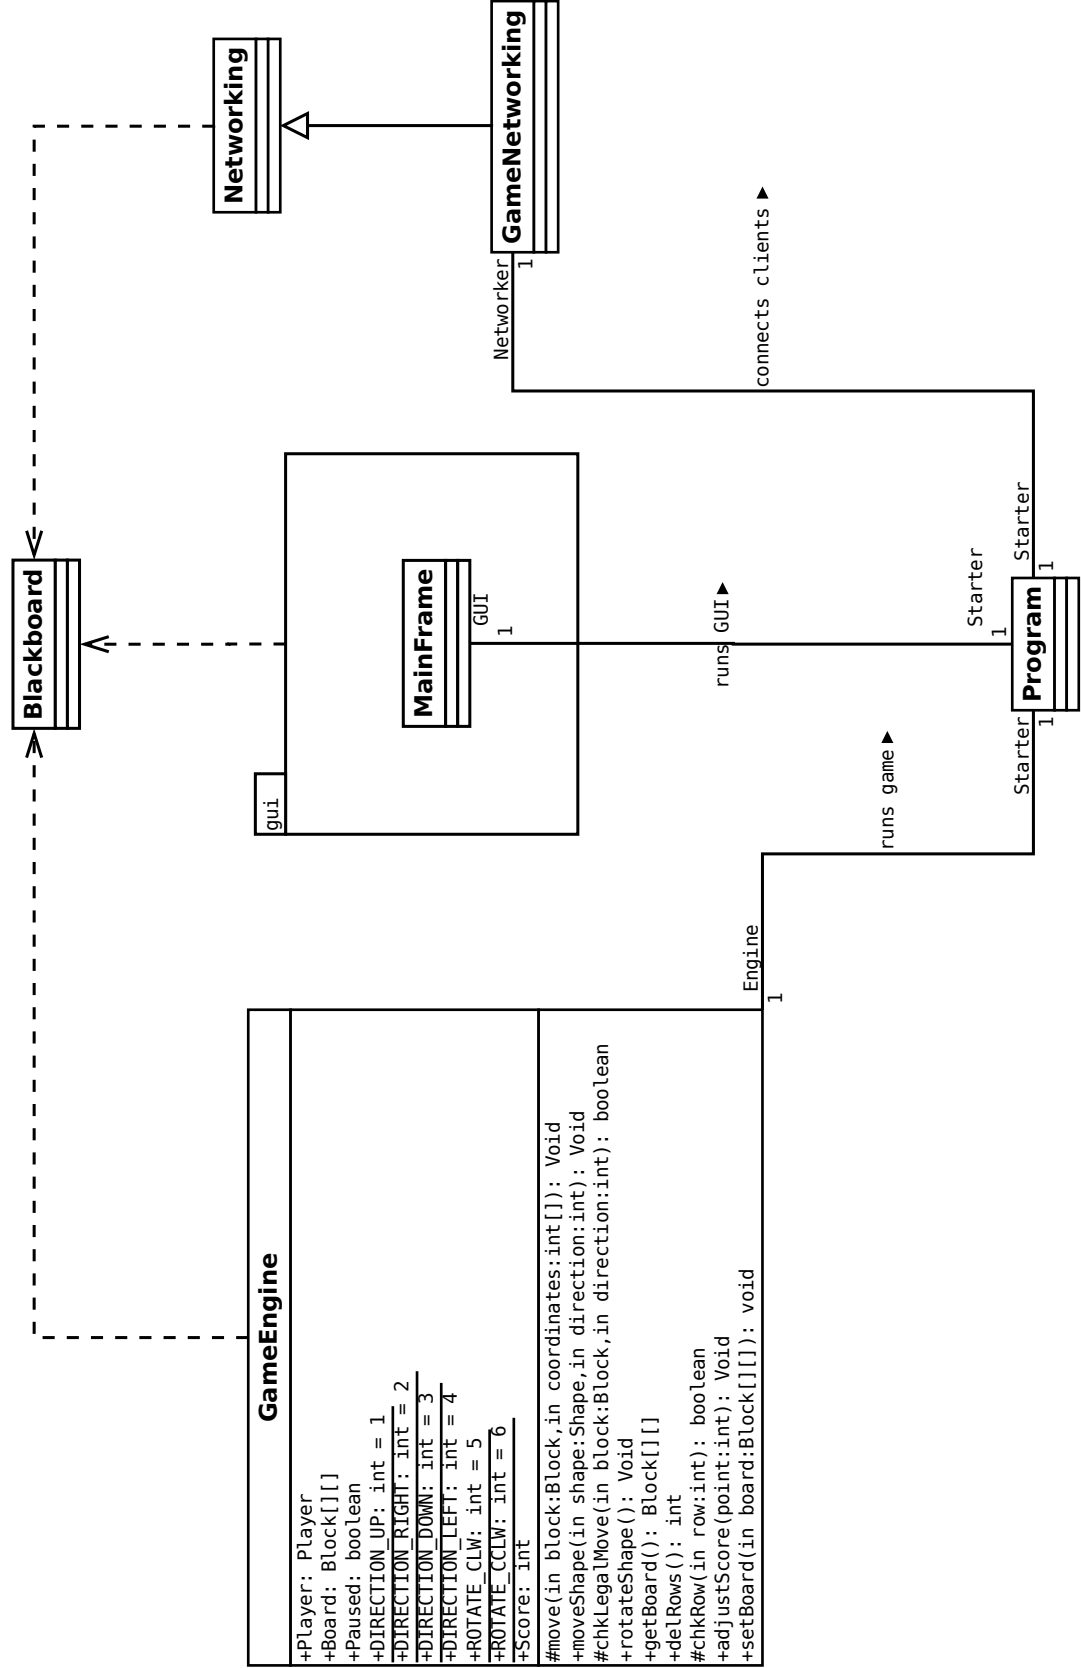 Blackboard
Networking
GameNetworking
Networker
1
connects clients ▶
gui
MainFrame
GUI
1
runs GUI ▶
Starter
1
Starter
1
Program
Starter
1
runs game ▶
Engine
1
GameEngine
+Player: Player
+Board: Block[][]
+Paused: boolean
+DIRECTION_UP: int = 1
+DIRECTION_RIGHT: int = 2
+DIRECTION_DOWN: int = 3
+DIRECTION_LEFT: int = 4
+ROTATE_CLW: int = 5
+ROTATE_CCLW: int = 6
+Score: int
#move(in block:Block,in coordinates:int[]): Void
+moveShape(in shape:Shape,in direction:int): Void
#chkLegalMove(in block:Block,in direction:int): boolean
+rotateShape(): Void
+getBoard(): Block[][]
+delRows(): int
#chkRow(in row:int): boolean
+adjustScore(point:int): Void
+setBoard(in board:Block[][]): void